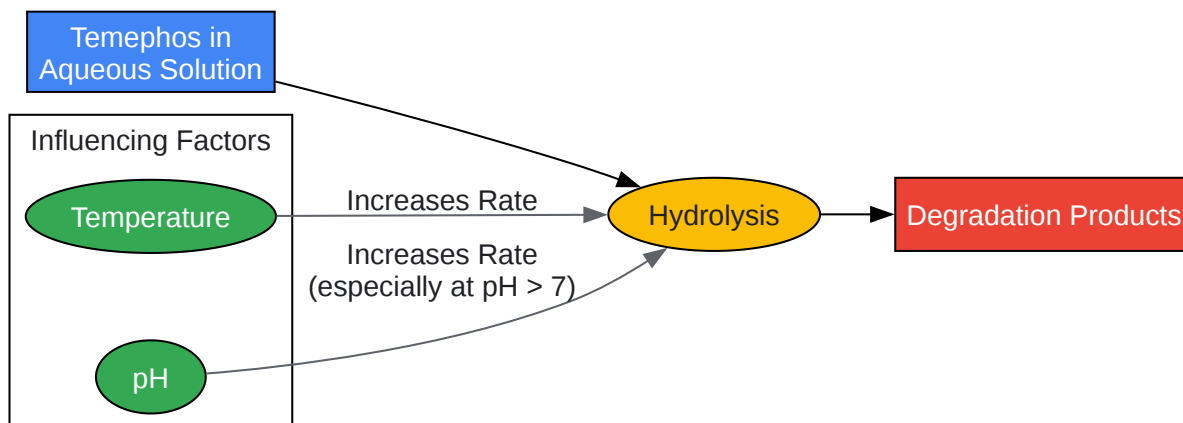 Temephos in
Aqueous Solution
Influencing Factors
Temperature
Increases Rate
Hydrolysis
Degradation Products
Increases Rate
(especially at pH > 7)
pH